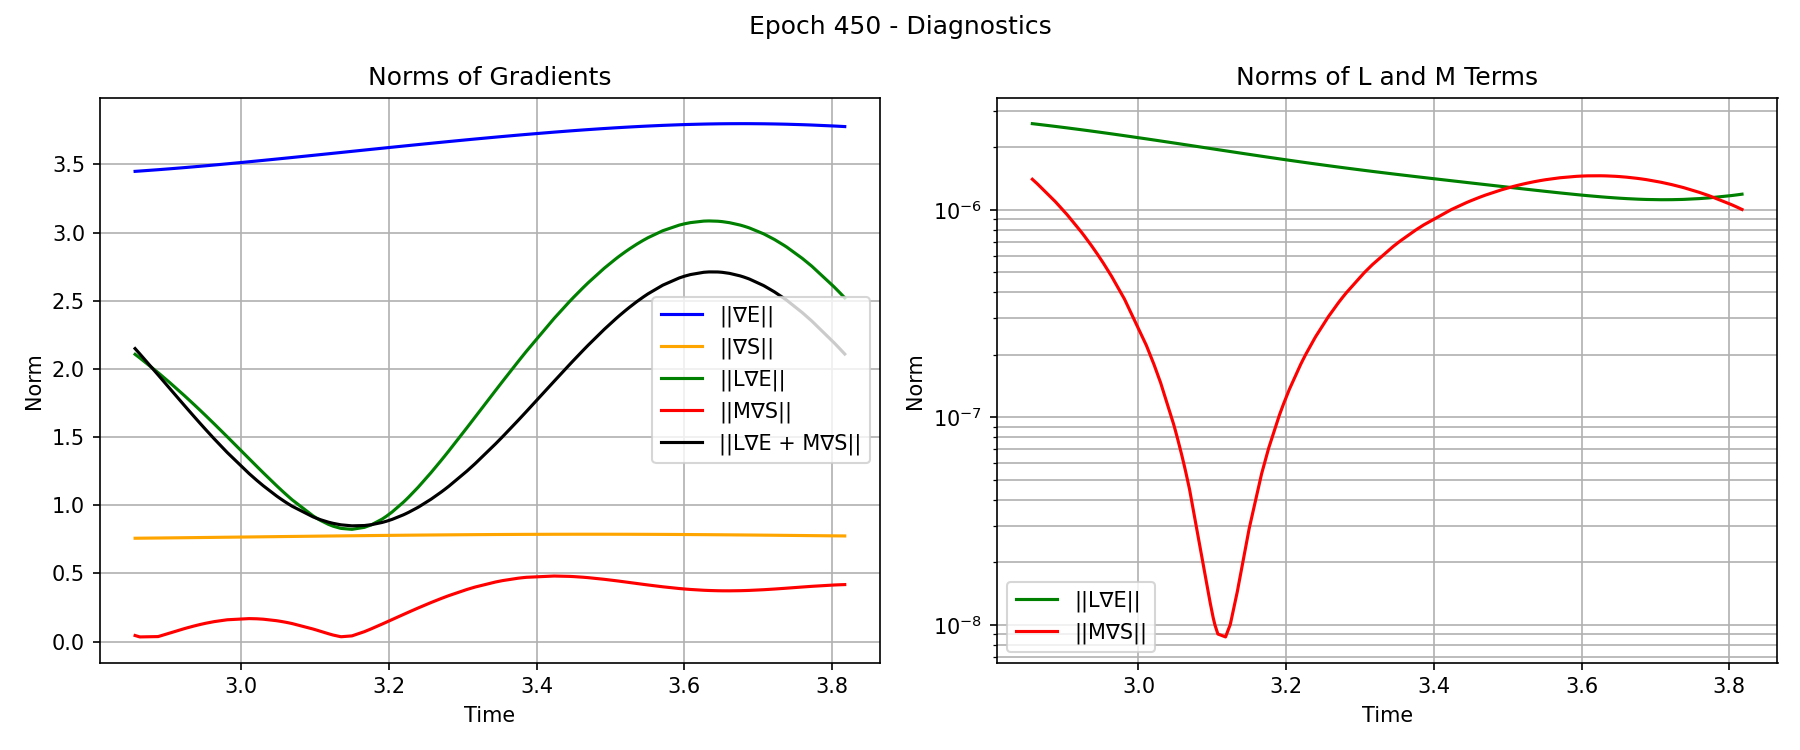 Epoch 450 - Diagnostics
Norms of Gradients
Norm
3.5
3.0
2.5
2.0
1.5
1.0
0.5
0.0
||∇E||
||∇S||
||L∇E||
||M∇S||
||L∇E + M∇S||
3.0 3.2 3.4 3.6 3.8
Time
Norms of L and M Terms
Norm
10⁻⁶
10⁻⁷
10⁻⁸
||L∇E||
||M∇S||
3.0 3.2 3.4 3.6 3.8
Time